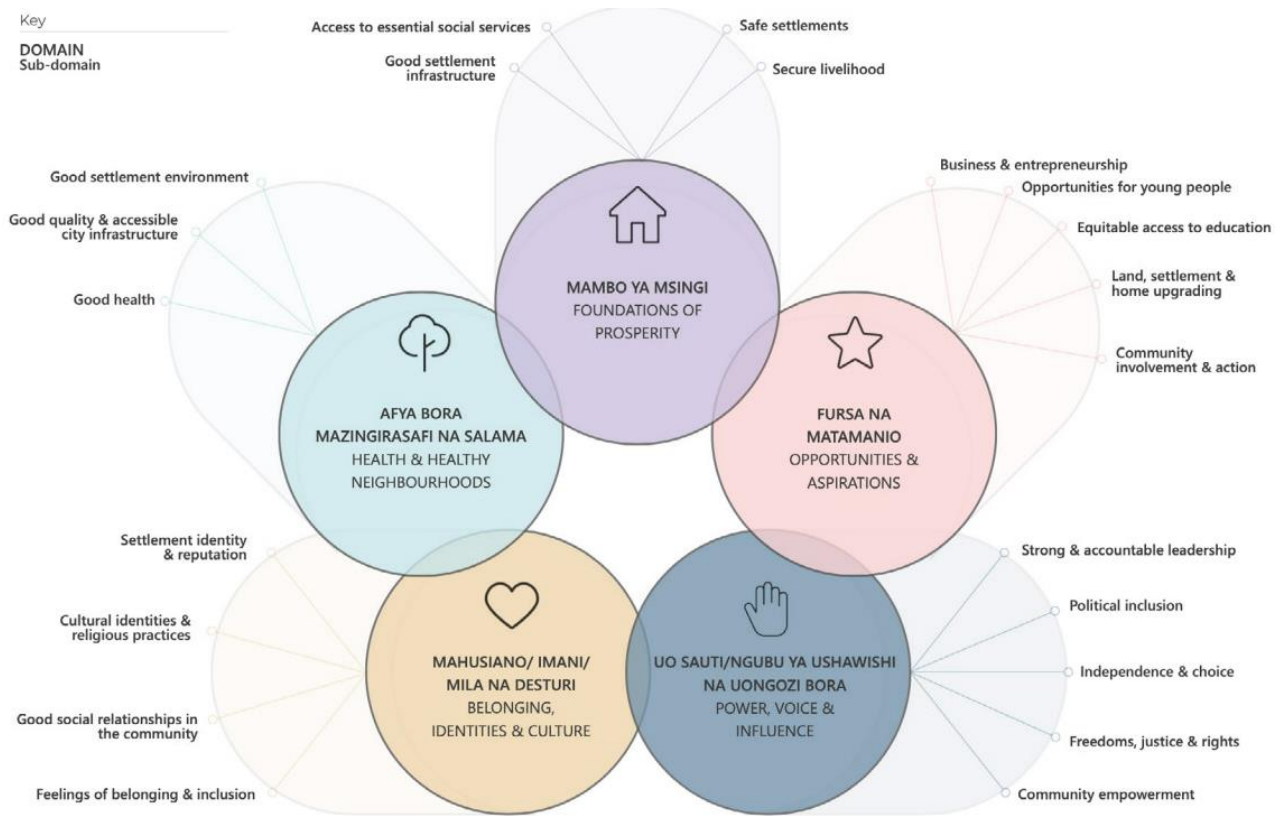 Key
DOMAIN
Sub-domain
Access to essential social services
Good settlement
infrastructure
Safe settlements
Secure livelihood
MAMBO YA MSINGI
FOUNDATIONS OF
PROSPERITY
Good settlement environment
Good quality & accessible
city infrastructure
Good health
AFYA BORA
MAZINGIRASAFI NA SALAMA
HEALTH & HEALTHY
NEIGHBOURHOODS
Business & entrepreneurship
Opportunities for young people
Equitable access to education
Land, settlement &
home upgrading
Community
involvement & action
FURSA NA
MATAMANIO
OPPORTUNITIES &
ASPIRATIONS
Settlement identity
& reputation
Cultural identities &
religious practices
Good social relationships in
the community
Feelings of belonging & inclusion
MAHUSIANO/ IMANI/
MILA NA DESTURI
BELONGING,
IDENTITIES & CULTURE
UO SAUTI/NGUBU YA USHAWISHI
NA UONGOZI BORA
POWER, VOICE &
INFLUENCE
Strong & accountable leadership
Political inclusion
Independence & choice
Freedoms, justice & rights
Community empowerment